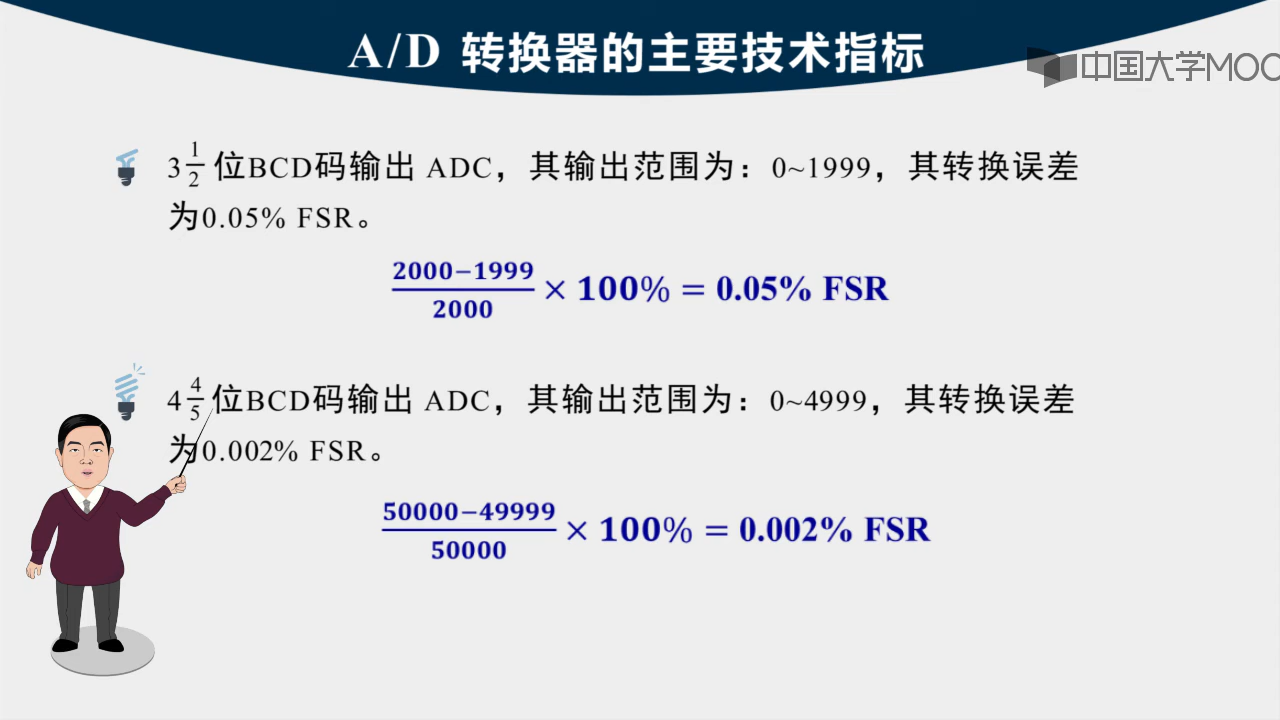 A/D 转换器的主要技术指标
中国大学MOO
3 1/2 位BCD码输出 ADC，其输出范围为：0~1999，其转换误差
为0.05% FSR。
2000−1999/2000 × 100% = 0.05% FSR
4 4/5 位BCD码输出 ADC，其输出范围为：0~4999，其转换误差
为0.002% FSR。
50000−49999/50000 × 100% = 0.002% FSR